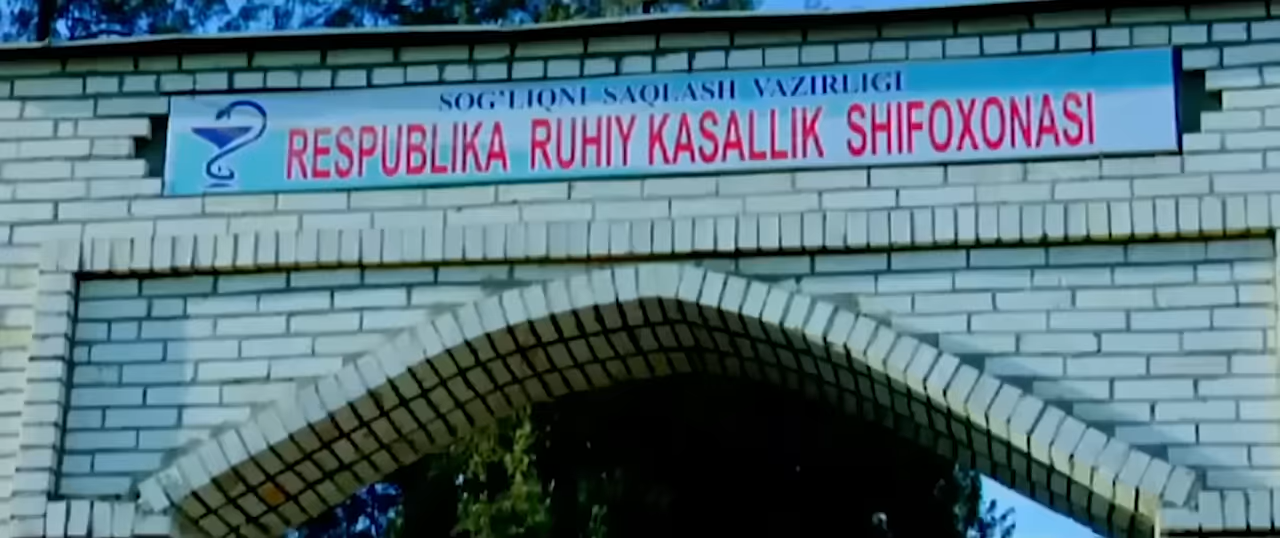 SOG'LIQNI SAQLASH VAZIRLIGI
RESPUBLIKA RUHIY KASALLIK SHIFOXONASI